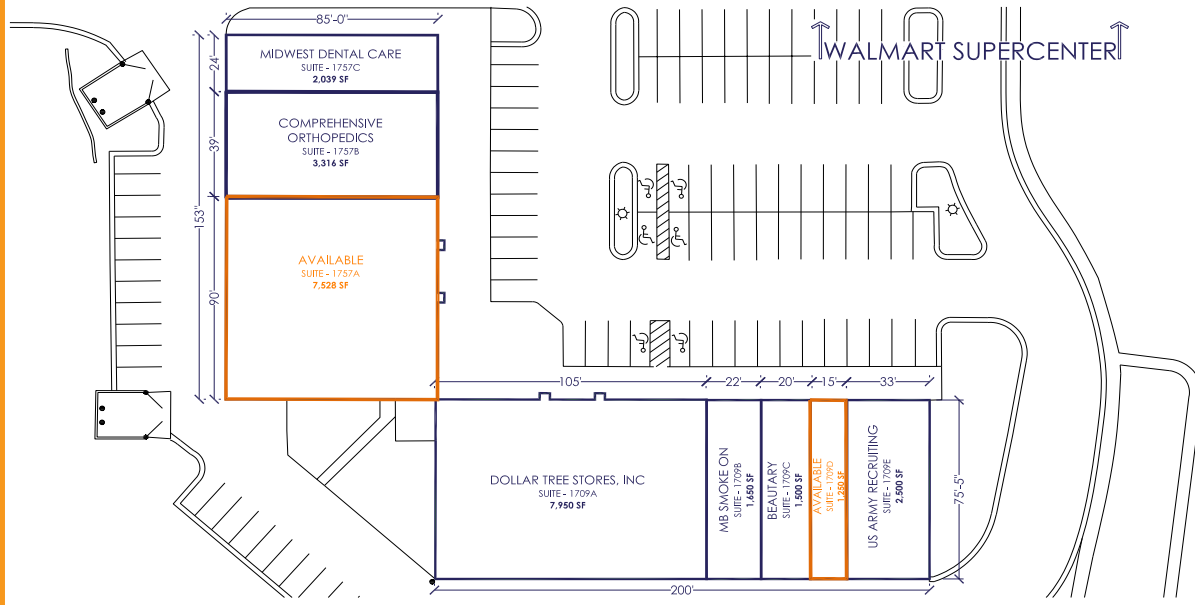 85'-0"
WALMART SUPERCENTER
24'
MIDWEST DENTAL CARE
SUITE - 1757C
2,039 SF
39'
COMPREHENSIVE
ORTHOPEDICS
SUITE - 1757B
3,316 SF
153"
90'
AVAILABLE
SUITE - 1757A
7,528 SF
105'
22'
20'
15'
33'
DOLLAR TREE STORES, INC
SUITE - 1709A
7,950 SF
MB SMOKE ON
SUITE - 1709B
1,650 SF
BEAUTARY
SUITE - 1709C
1,500 SF
AVAILABLE
SUITE - 1709D
1,250 SF
US ARMY RECRUITING
SUITE - 1709E
2,500 SF
75'-5"
200'